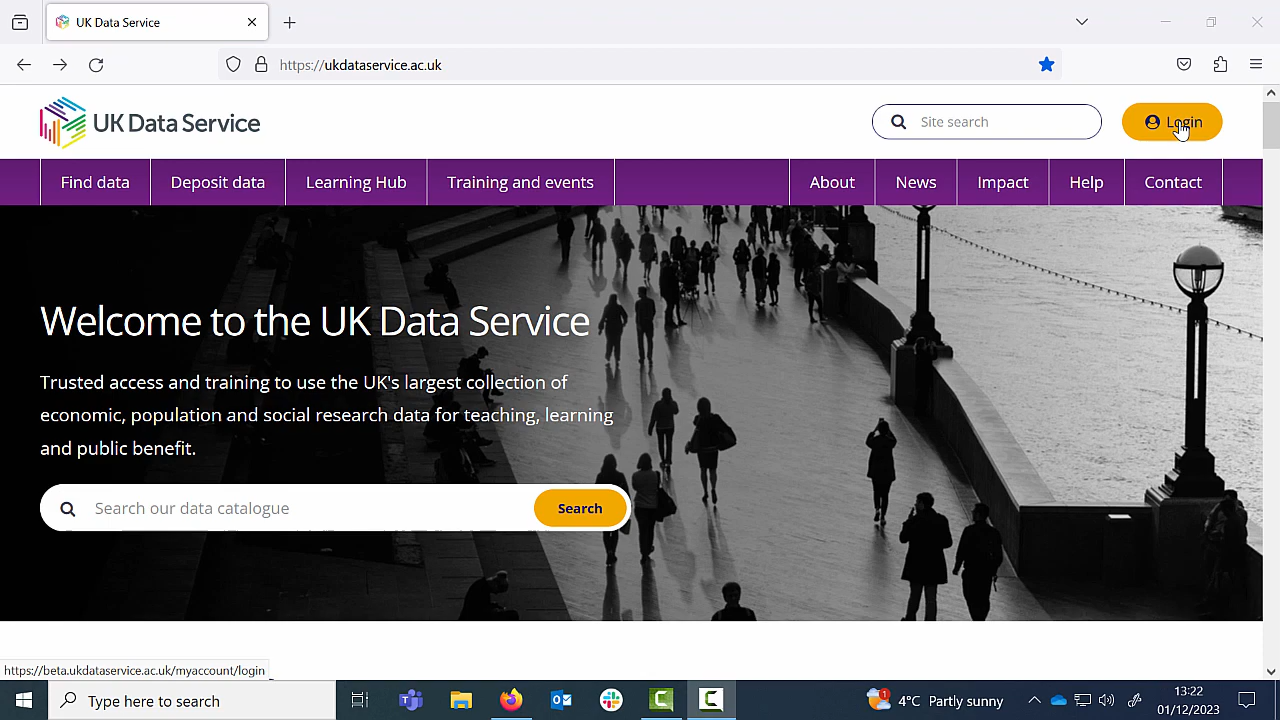 UK Data Service
https://ukdataservice.ac.uk
UK Data Service
Site search
Login
Find data
Deposit data
Learning Hub
Training and events
About
News
Impact
Help
Contact
Welcome to the UK Data Service
Trusted access and training to use the UK's largest collection of
economic, population and social research data for teaching, learning
and public benefit.
Search our data catalogue
Search
https://beta.ukdataservice.ac.uk/myaccount/login
Type here to search
1
4°C Partly sunny
13:22
01/12/2023